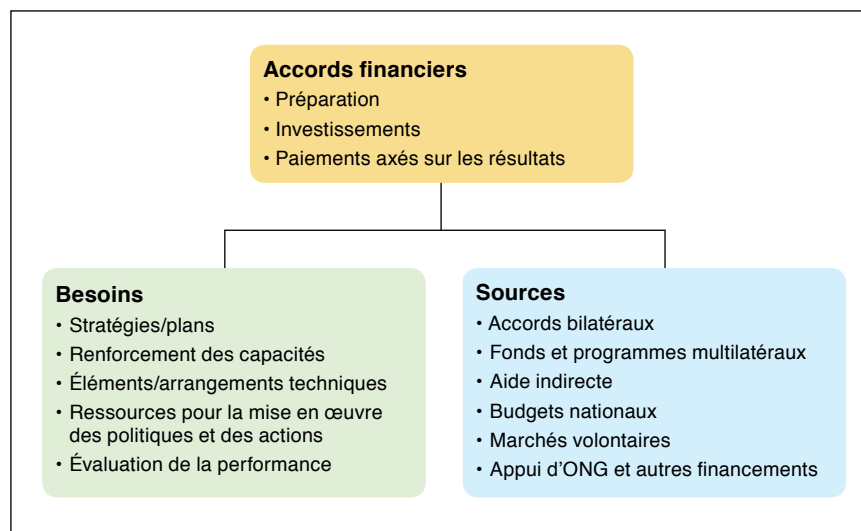 Accords financiers
• Préparation
• Investissements
• Paiements axés sur les résultats
Besoins
• Stratégies/plans
• Renforcement des capacités
• Éléments/arrangements techniques
• Ressources pour la mise en œuvre
des politiques et des actions
• Évaluation de la performance
Sources
• Accords bilatéraux
• Fonds et programmes multilatéraux
• Aide indirecte
• Budgets nationaux
• Marchés volontaires
• Appui d’ONG et autres financements